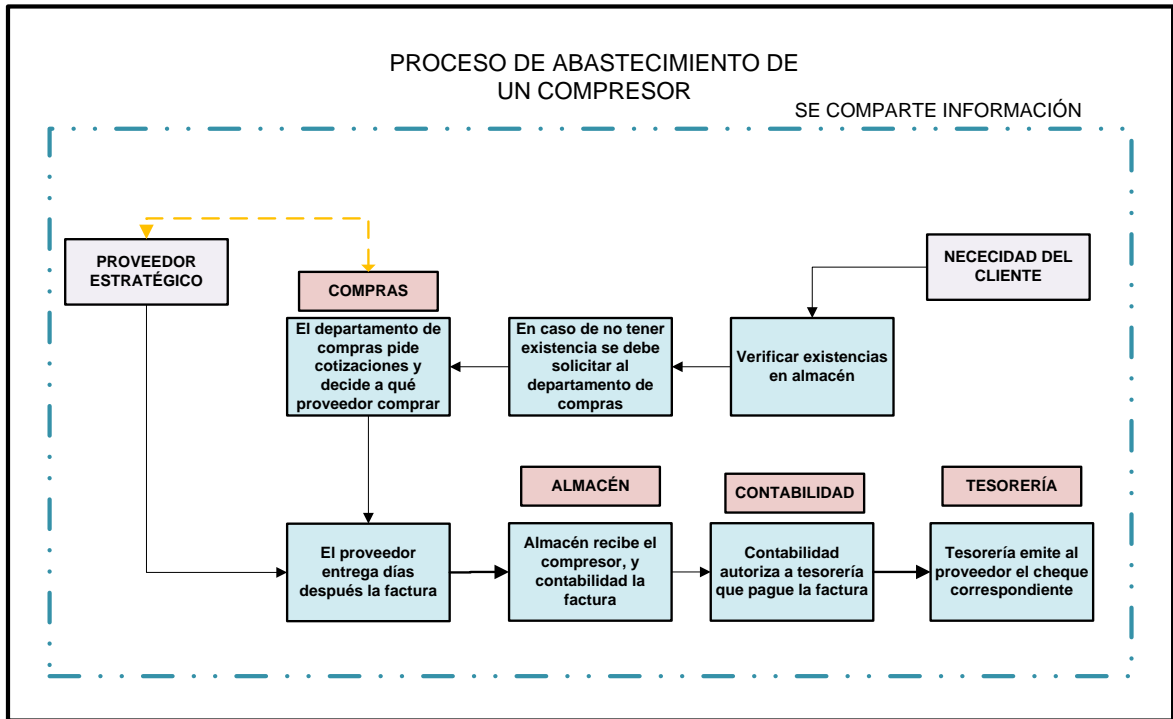 PROCESO DE ABASTECIMIENTO DE
UN COMPRESOR
SE COMPARTE INFORMACIÓN
PROVEEDOR
ESTRATÉGICO
COMPRAS
NECECIDAD DEL
CLIENTE
El departamento de
compras pide
cotizaciones y
decide a qué
proveedor comprar
En caso de no tener
existencia se debe
solicitar al
departamento de
compras
Verificar existencias
en almacén
ALMACÉN
CONTABILIDAD
TESORERÍA
El proveedor
entrega días
después la factura
Almacén recibe el
compresor, y
contabilidad la
factura
Contabilidad
autoriza a tesorería
que pague la factura
Tesorería emite al
proveedor el cheque
correspondiente